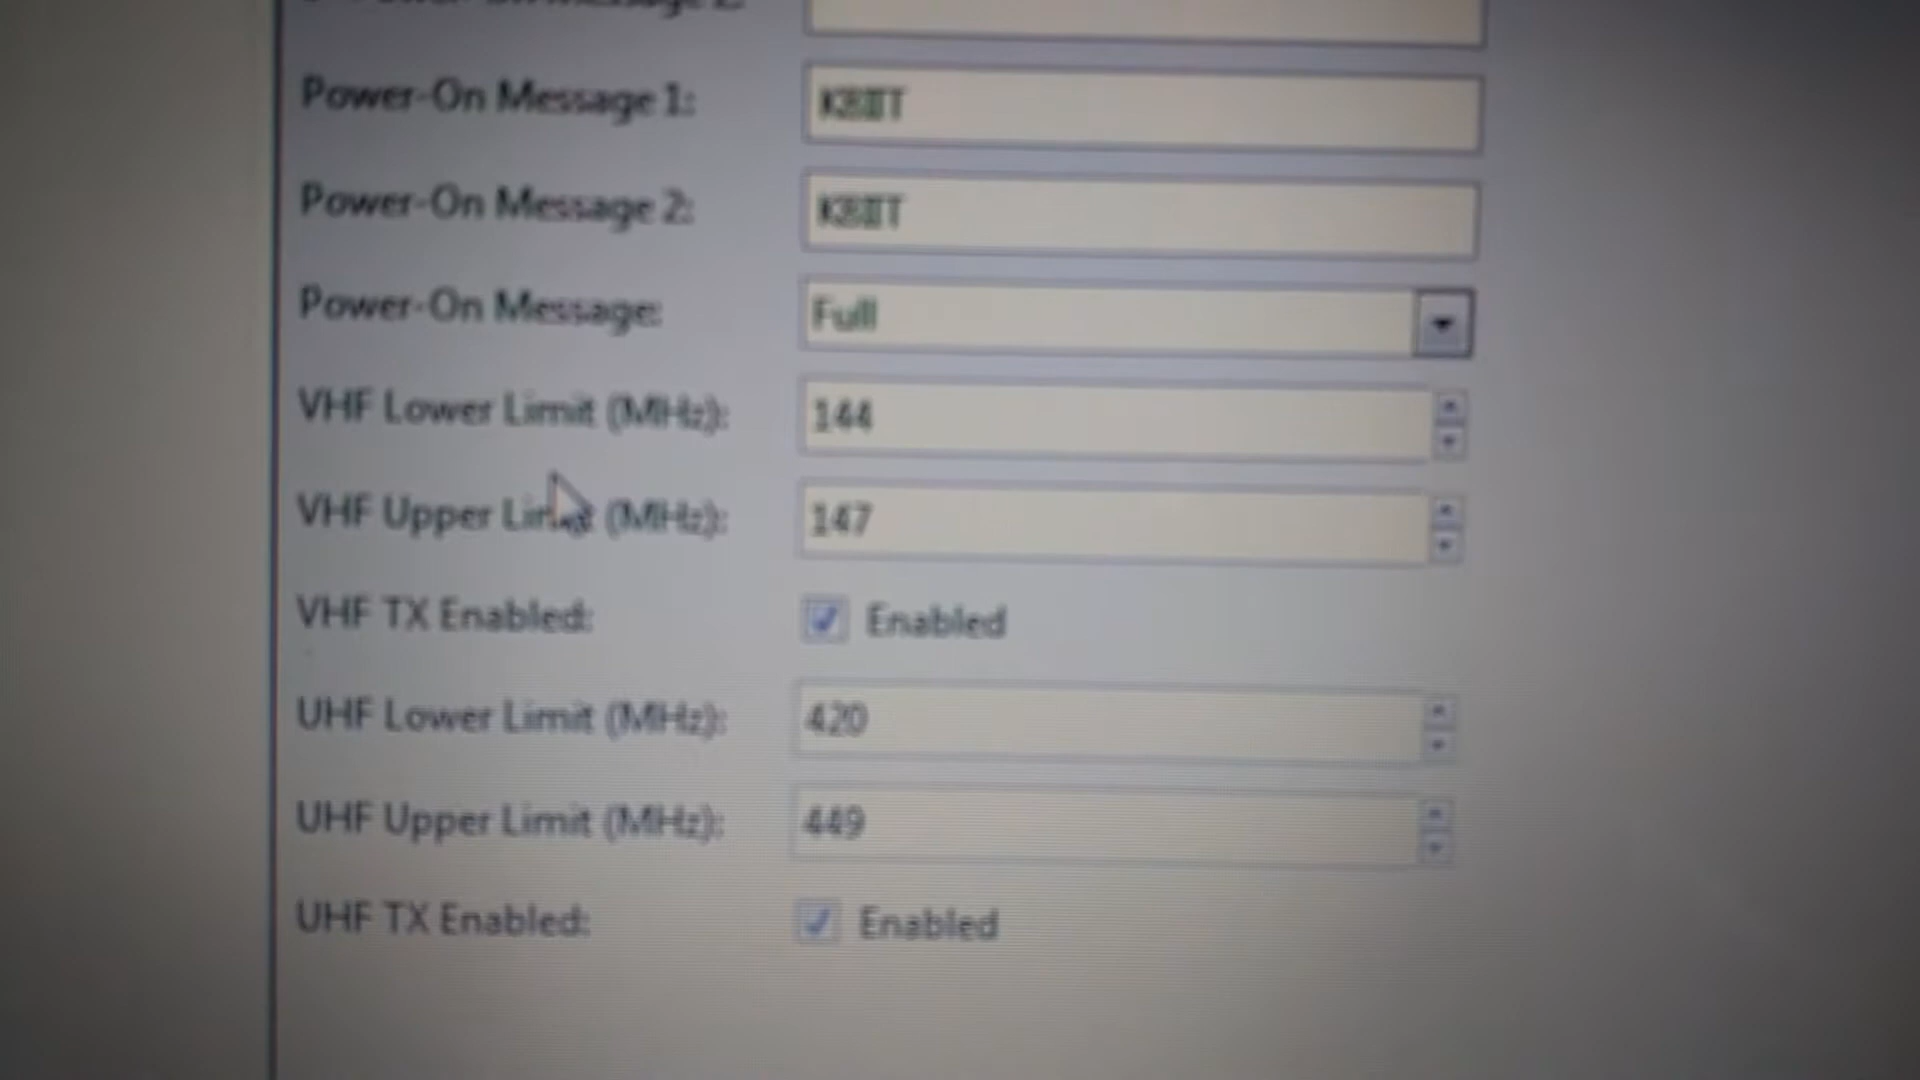 Power-On Message 1:
Power-On Message 2:
Power-On Message: Full
VHF Lower Limit (MHz): 144
VHF Upper Limit (MHz): 147
VHF TX Enabled: Enabled
UHF Lower Limit (MHz): 420
UHF Upper Limit (MHz): 449
UHF TX Enabled: Enabled